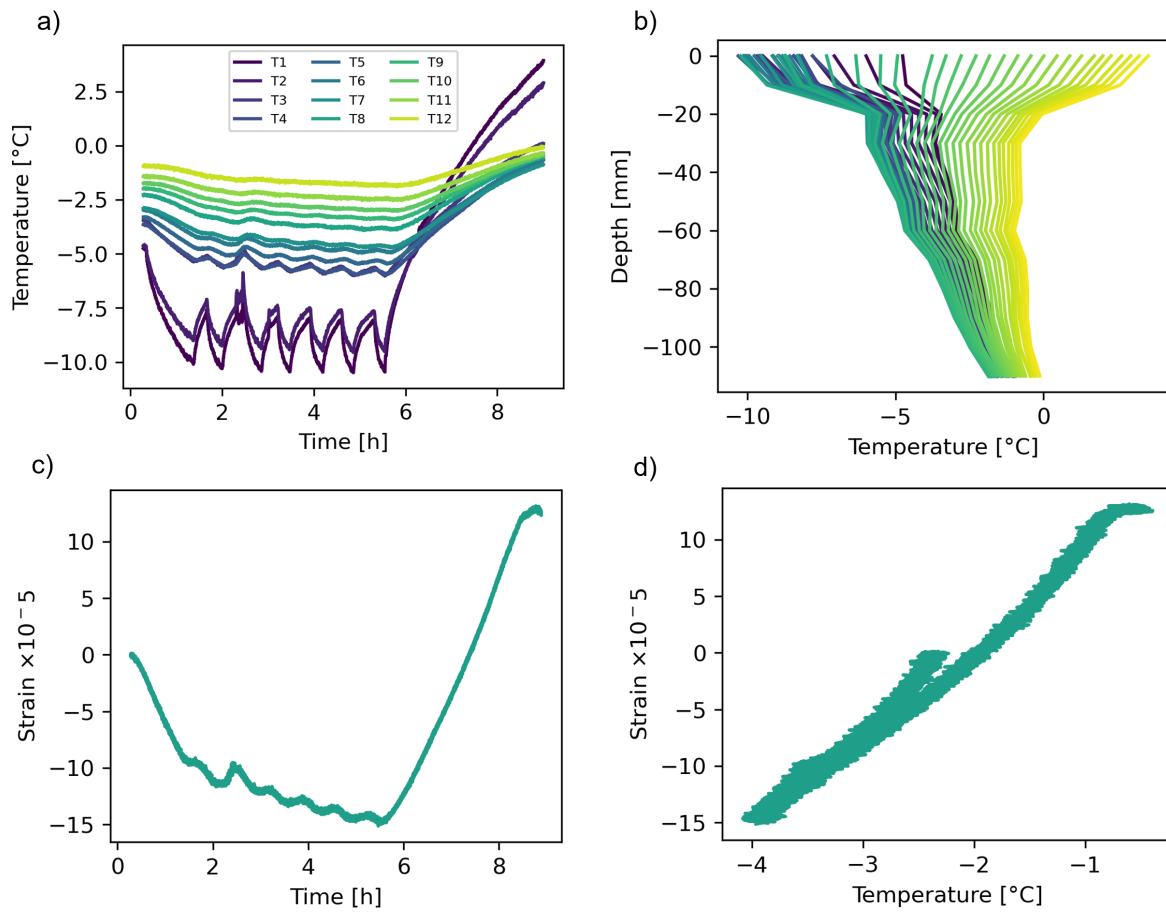 a)
2.5
0.0
−2.5
−5.0
−7.5
−10.0
Temperature [°C]
T1 T5 T9
T2 T6 T10
T3 T7 T11
T4 T8 T12
0 2 4 6 8
Time [h]
b)
0
−20
−40
−60
−80
−100
Depth [mm]
−10 −5 0
Temperature [°C]
c)
10
5
0
−5
−10
−15
Strain ×10⁻5
0 2 4 6 8
Time [h]
d)
10
5
0
−5
−10
−15
Strain ×10⁻5
−4 −3 −2 −1
Temperature [°C]